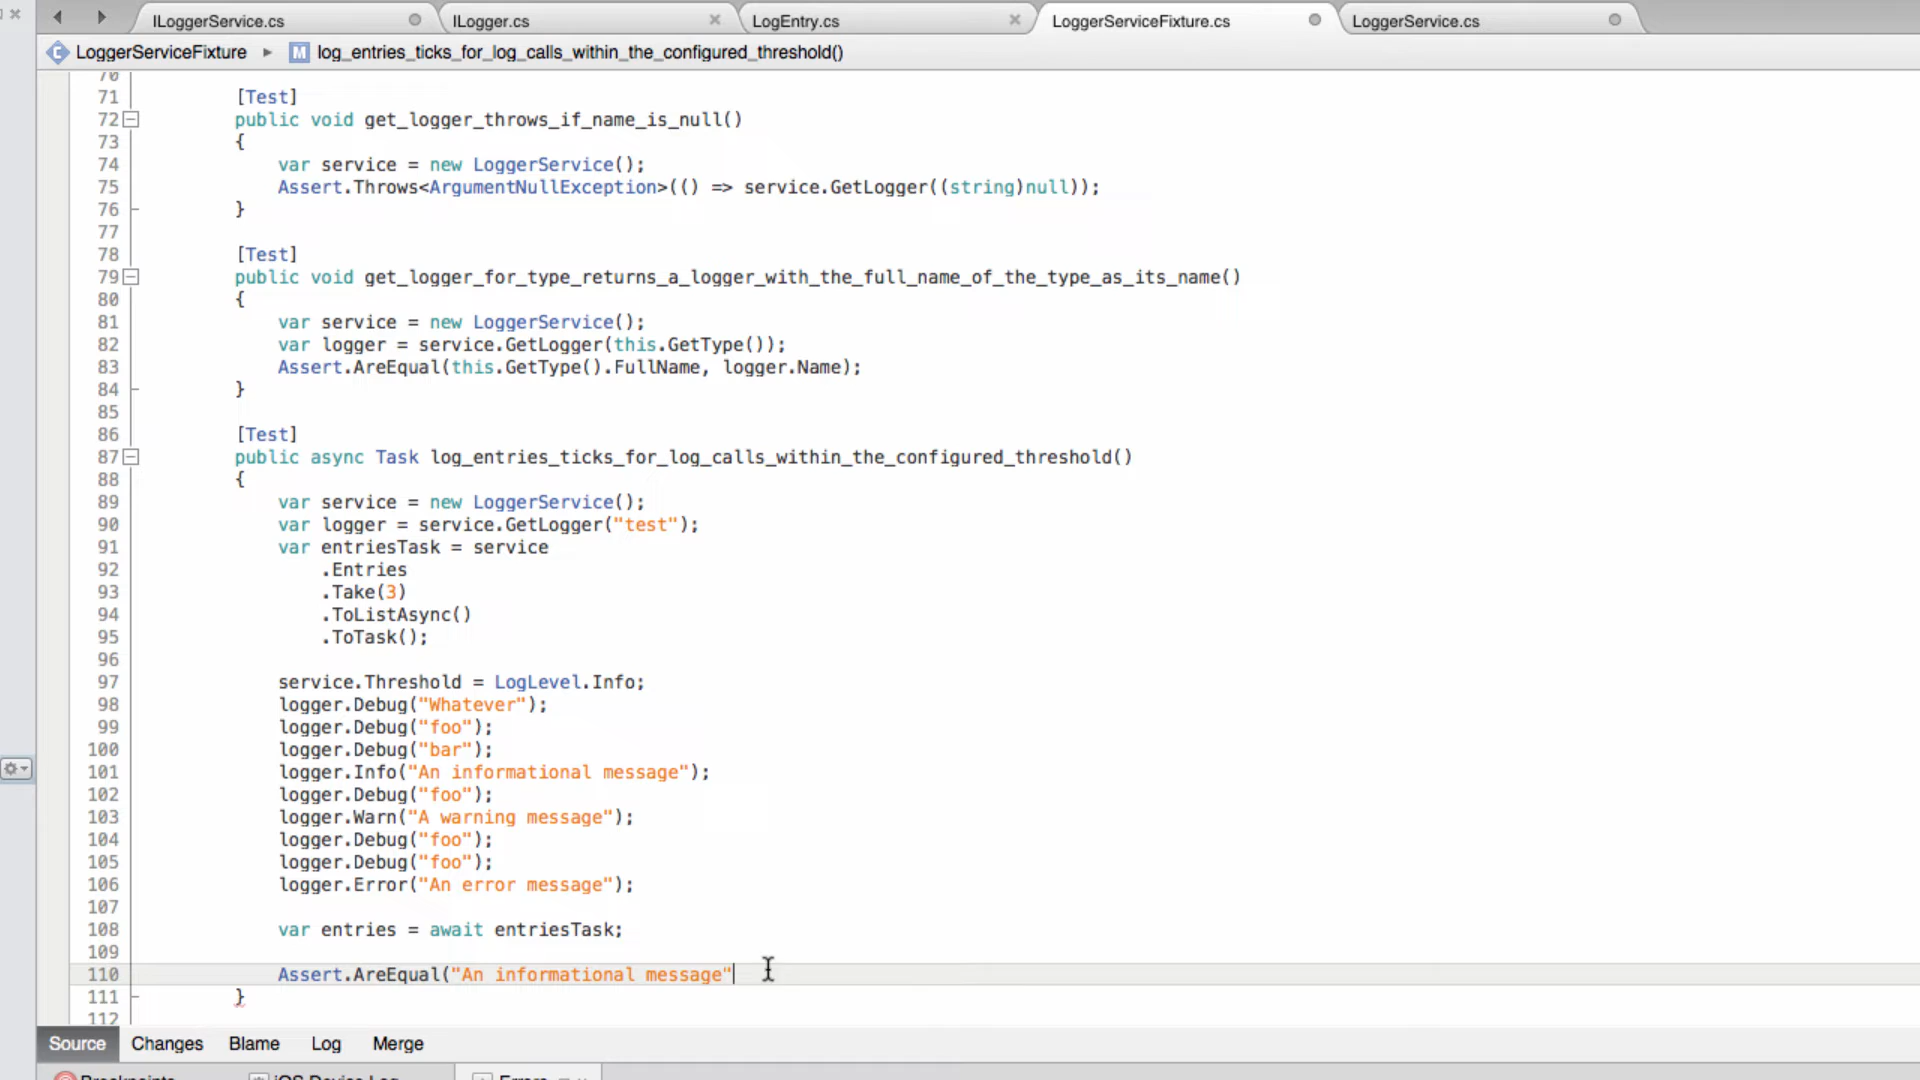 ILoggerService.cs ILogger.cs LogEntry.cs LoggerServiceFixture.cs LoggerService.cs
LoggerServiceFixture M log_entries_ticks_for_log_calls_within_the_configured_threshold()
70
71 [Test]
72 public void get_logger_throws_if_name_is_null()
73 {
74 var service = new LoggerService();
75 Assert.Throws<ArgumentNullException>(() => service.GetLogger((string)null));
76 }
77
78 [Test]
79 public void get_logger_for_type_returns_a_logger_with_the_full_name_of_the_type_as_its_name()
80 {
81 var service = new LoggerService();
82 var logger = service.GetLogger(this.GetType());
83 Assert.AreEqual(this.GetType().FullName, logger.Name);
84 }
85
86 [Test]
87 public async Task log_entries_ticks_for_log_calls_within_the_configured_threshold()
88 {
89 var service = new LoggerService();
90 var logger = service.GetLogger("test");
91 var entriesTask = service
92 .Entries
93 .Take(3)
94 .ToListAsync()
95 .ToTask();
96
97 service.Threshold = LogLevel.Info;
98 logger.Debug("Whatever");
99 logger.Debug("foo");
100 logger.Debug("bar");
101 logger.Info("An informational message");
102 logger.Debug("foo");
103 logger.Warn("A warning message");
104 logger.Debug("foo");
105 logger.Debug("foo");
106 logger.Error("An error message");
107
108 var entries = await entriesTask;
109
110 Assert.AreEqual("An informational message"
111 }
112
Source Changes Blame Log Merge
Breakpoints iOS Device Log Errors